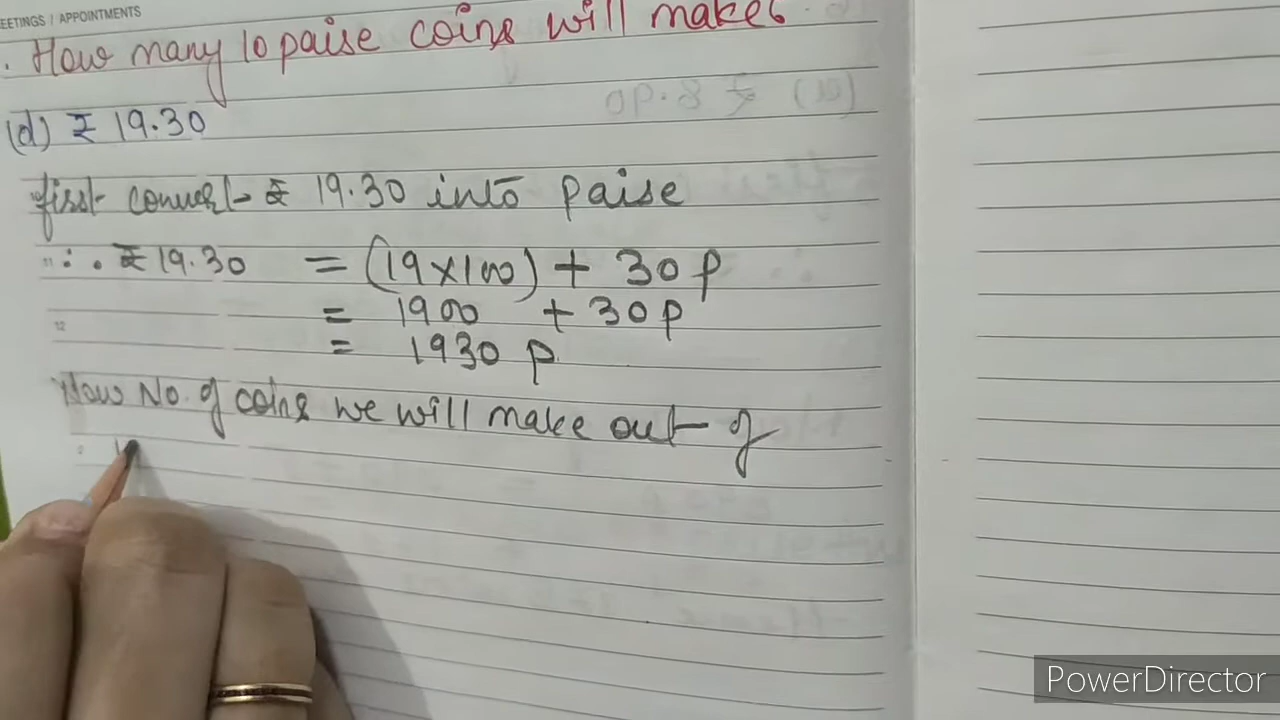 EETINGS / APPOINTMENTS
. How many 10 paise coins will make
(d) ₹ 19.30
first convert ₹ 19.30 into paise
∴ ₹ 19.30 = (19×100) + 30 p
= 1900 + 30 p
12
= 1930 p.
Now No. of coins we will make out of
PowerDirector